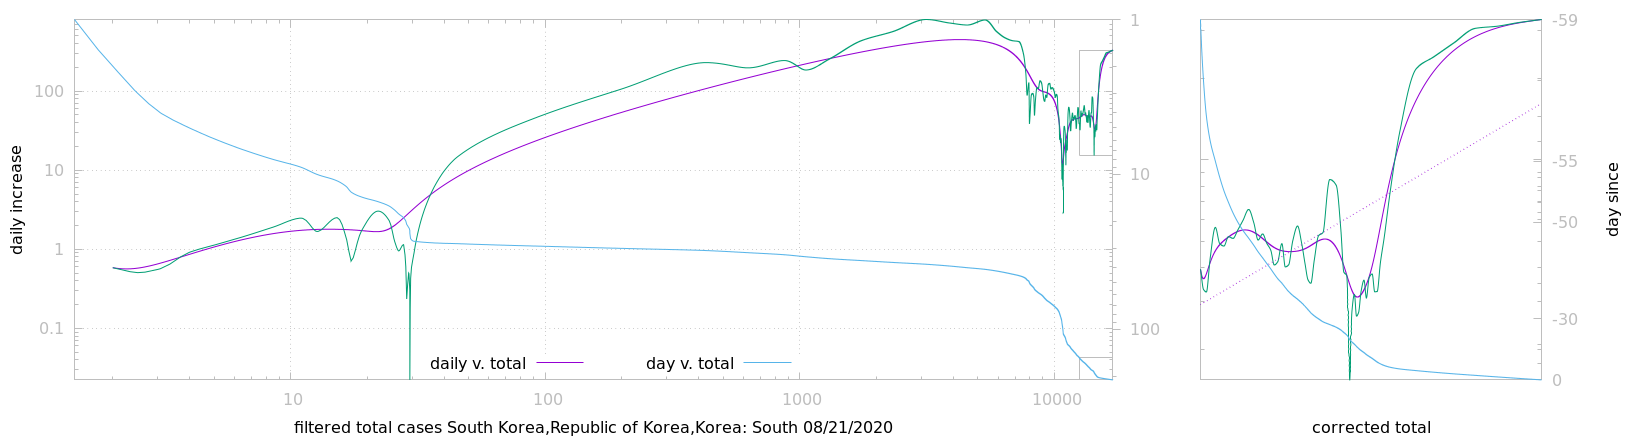 daily increase
100
10
1
0.1
10
100
1000
10000
1
10
100
daily v. total
day v. total
filtered total cases South Korea,Republic of Korea,Korea: South 08/21/2020
-59
-55
-50
-30
0
day since
corrected total